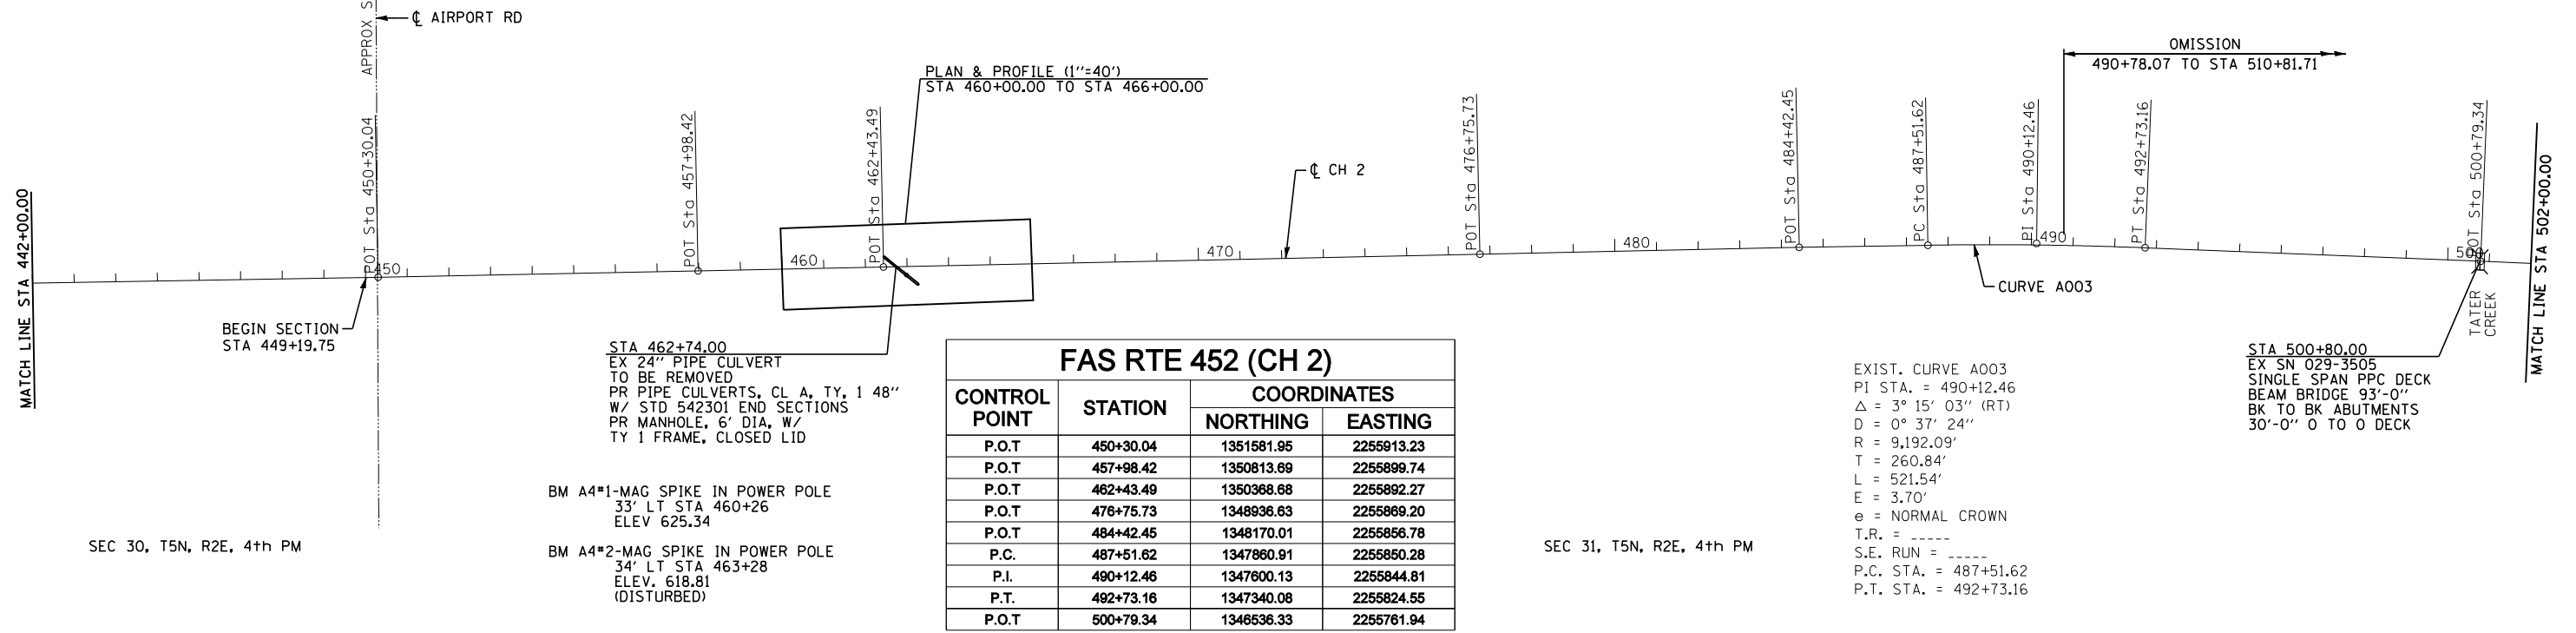 APPROX S
℄ AIRPORT RD
PLAN & PROFILE (1''=40')
STA 460+00.00 TO STA 466+00.00
OMISSION
490+78.07 TO STA 510+81.71
MATCH LINE STA 442+00.00
POT Sta 450+30.04
POT Sta 457+98.42
POT Sta 462+43.49
℄ CH 2
POT Sta 476+75.73
POT Sta 484+42.45
PC Sta 487+51.62
PI Sta 490+12.46
PT Sta 492+73.16
POT Sta 500+79.34
MATCH LINE STA 502+00.00
450
460
470
480
490
500
BEGIN SECTION
STA 449+19.75
CURVE A003
TATER
CREEK
STA 462+74.00
EX 24'' PIPE CULVERT
TO BE REMOVED
PR PIPE CULVERTS, CL A, TY, 1 48''
W/ STD 542301 END SECTIONS
PR MANHOLE, 6' DIA, W/
TY 1 FRAME, CLOSED LID
BM A4#1-MAG SPIKE IN POWER POLE
33' LT STA 460+26
ELEV 625.34
BM A4#2-MAG SPIKE IN POWER POLE
34' LT STA 463+28
ELEV. 618.81
(DISTURBED)
SEC 30, T5N, R2E, 4th PM
FAS RTE 452 (CH 2)
CONTROL POINT STATION COORDINATES
NORTHING EASTING
P.O.T 450+30.04 1351581.95 2255913.23
P.O.T 457+98.42 1350813.69 2255899.74
P.O.T 462+43.49 1350368.68 2255892.27
P.O.T 476+75.73 1348936.63 2255869.20
P.O.T 484+42.45 1348170.01 2255856.78
P.C. 487+51.62 1347860.91 2255850.28
P.I. 490+12.46 1347600.13 2255844.81
P.T. 492+73.16 1347340.08 2255824.55
P.O.T 500+79.34 1346536.33 2255761.94
SEC 31, T5N, R2E, 4th PM
EXIST. CURVE A003
PI STA. = 490+12.46
△ = 3° 15' 03'' (RT)
D = 0° 37' 24''
R = 9,192.09'
T = 260.84'
L = 521.54'
E = 3.70'
e = NORMAL CROWN
T.R. = _____
S.E. RUN = _____
P.C. STA. = 487+51.62
P.T. STA. = 492+73.16
STA 500+80.00
EX SN 029-3505
SINGLE SPAN PPC DECK
BEAM BRIDGE 93'-0''
BK TO BK ABUTMENTS
30'-0'' O TO O DECK